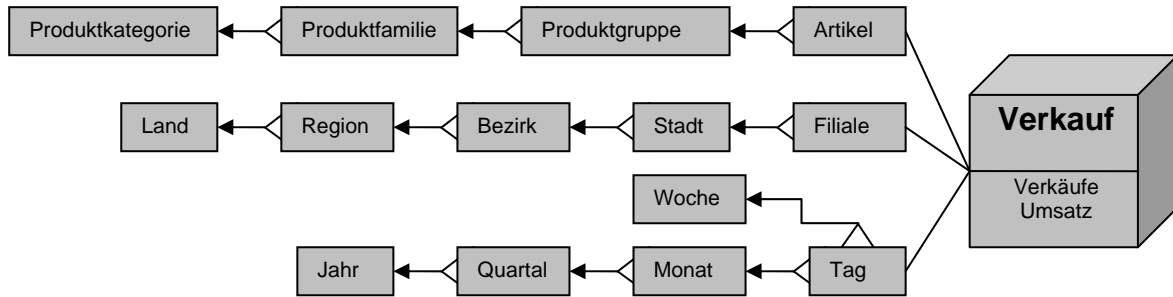 Produktkategorie
Produktfamilie
Produktgruppe
Artikel
Land
Region
Bezirk
Stadt
Filiale
Woche
Jahr
Quartal
Monat
Tag
Verkauf
Verkäufe
Umsatz